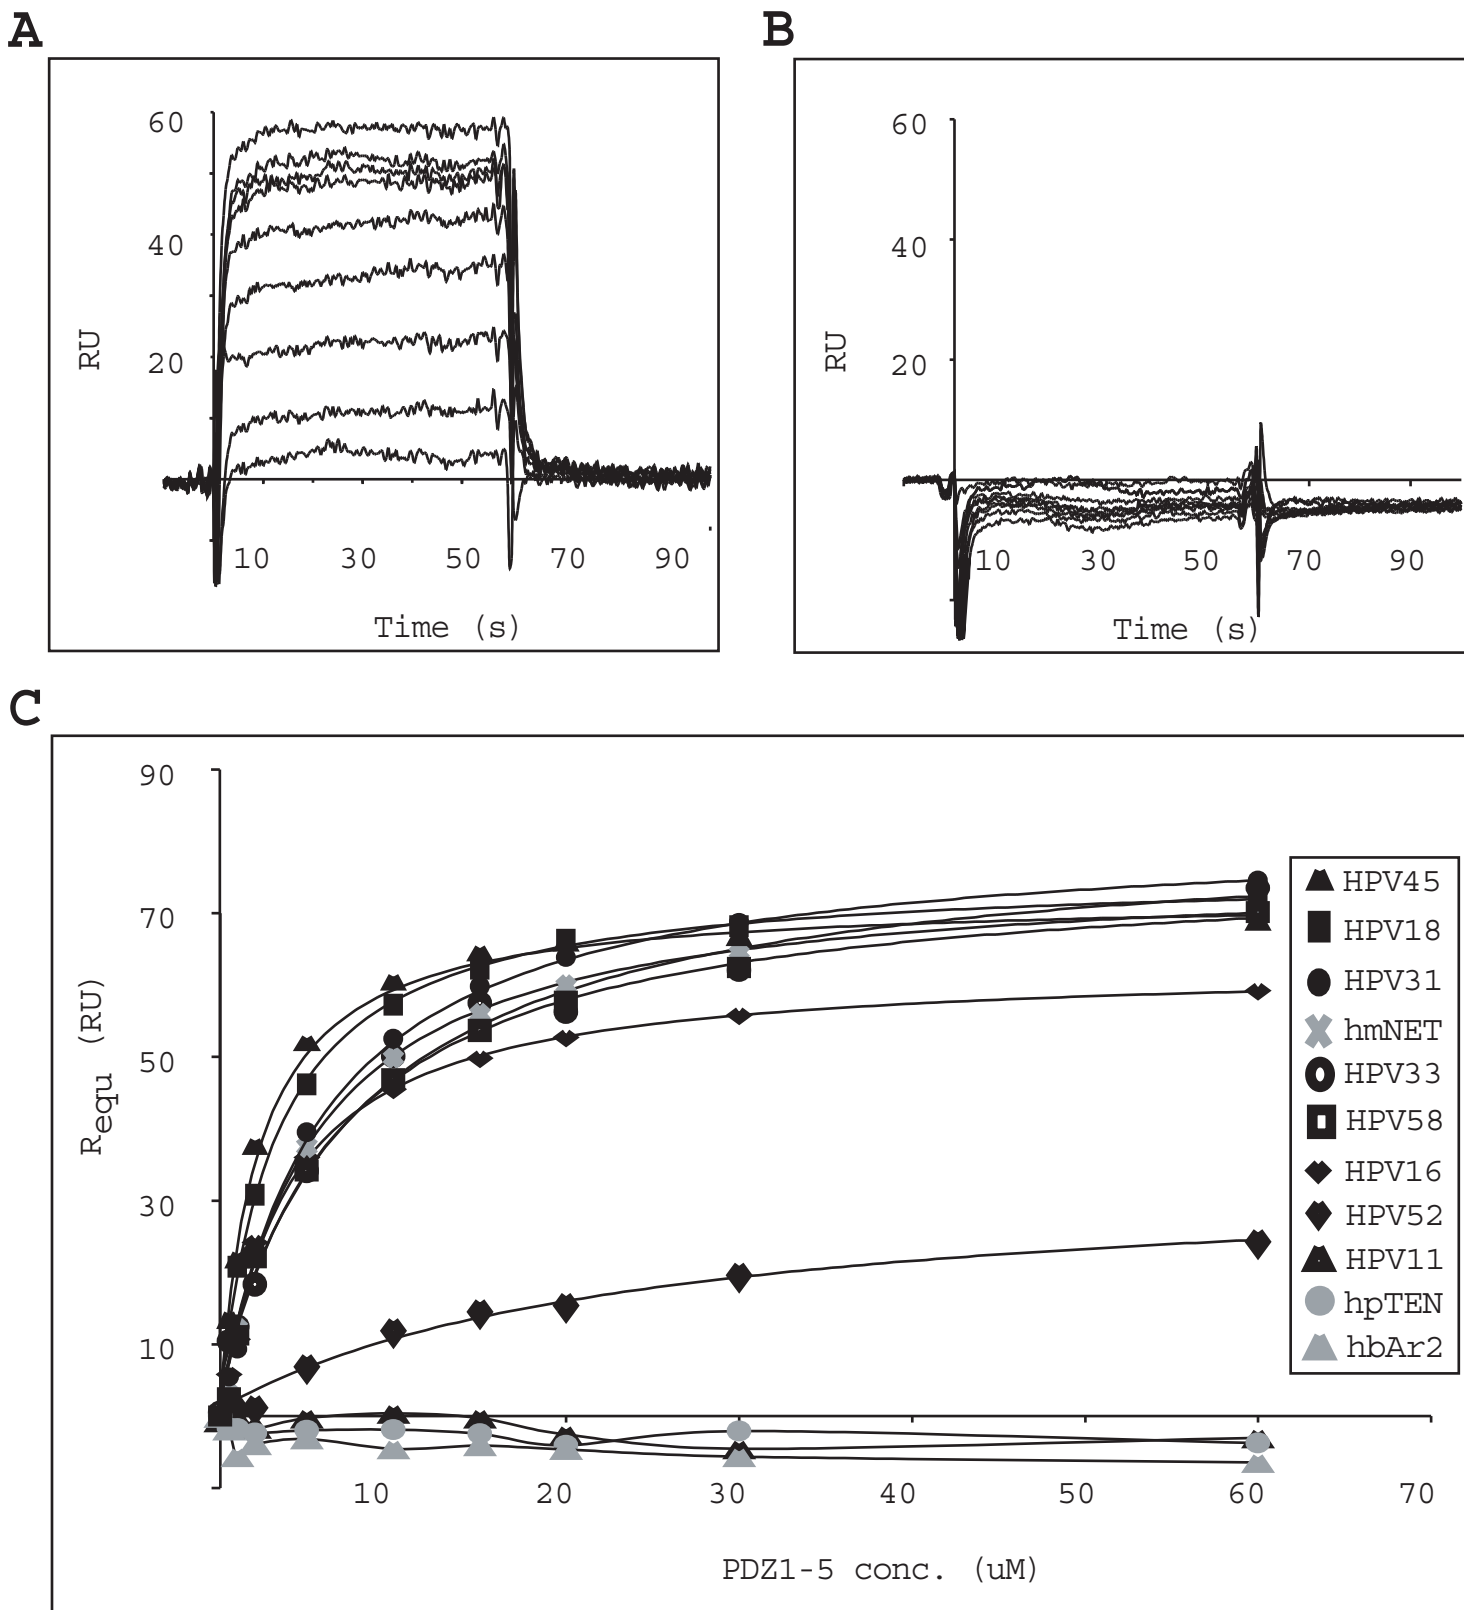 A
B
60
40
20
RU
10 30 50 70 90
Time (s)
60
40
20
RU
10 30 50 70 90
Time (s)
C
90
70
50
30
10
Requ (RU)
10 20 30 40 50 60 70
PDZ1-5 conc. (uM)
HPV45
HPV18
HPV31
hmNET
HPV33
HPV58
HPV16
HPV52
HPV11
hpTEN
hbAr2